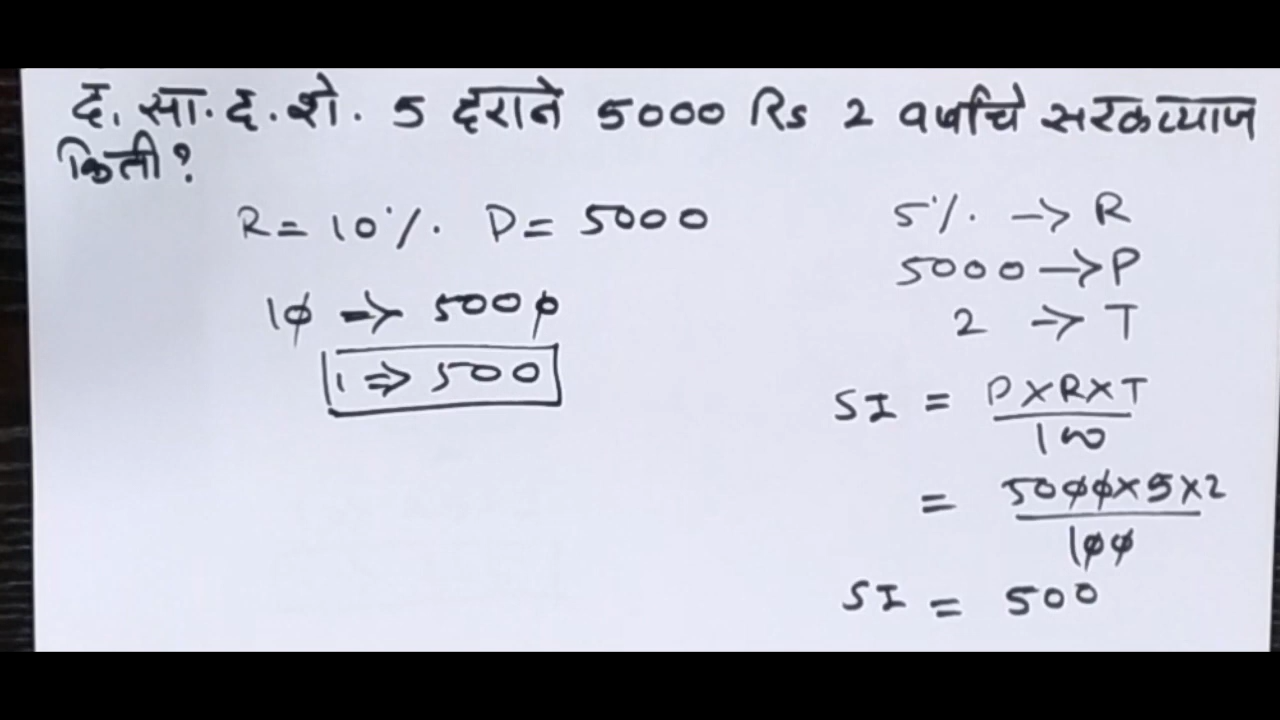 द. सा. द. शे. 5 दराने 5000 Rs 2 वर्षाचे सरळव्याज
किती?
R = 10%. P = 5000
10 => 5000
1 => 500
5% -> R
5000 -> P
2 -> T
SI = P×R×T
100
= 5000×5×2
100
SI = 500